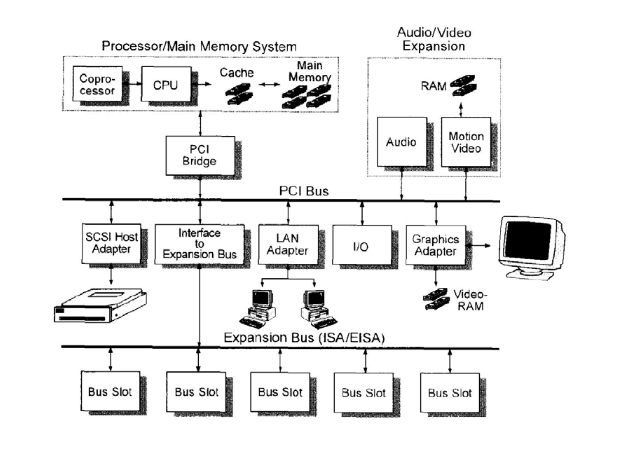 Processor/Main Memory System
Audio/Video
Expansion
Copro-
cessor
CPU
Cache
Main
Memory
RAM
PCI
Bridge
Audio
Motion
Video
PCI Bus
SCSI Host
Adapter
Interface
to
Expansion Bus
LAN
Adapter
I/O
Graphics
Adapter
Video-
RAM
Expansion Bus (ISA/EISA)
Bus Slot
Bus Slot
Bus Slot
Bus Slot
Bus Slot